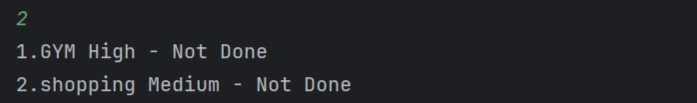 2
1.GYM High - Not Done
2.shopping Medium - Not Done